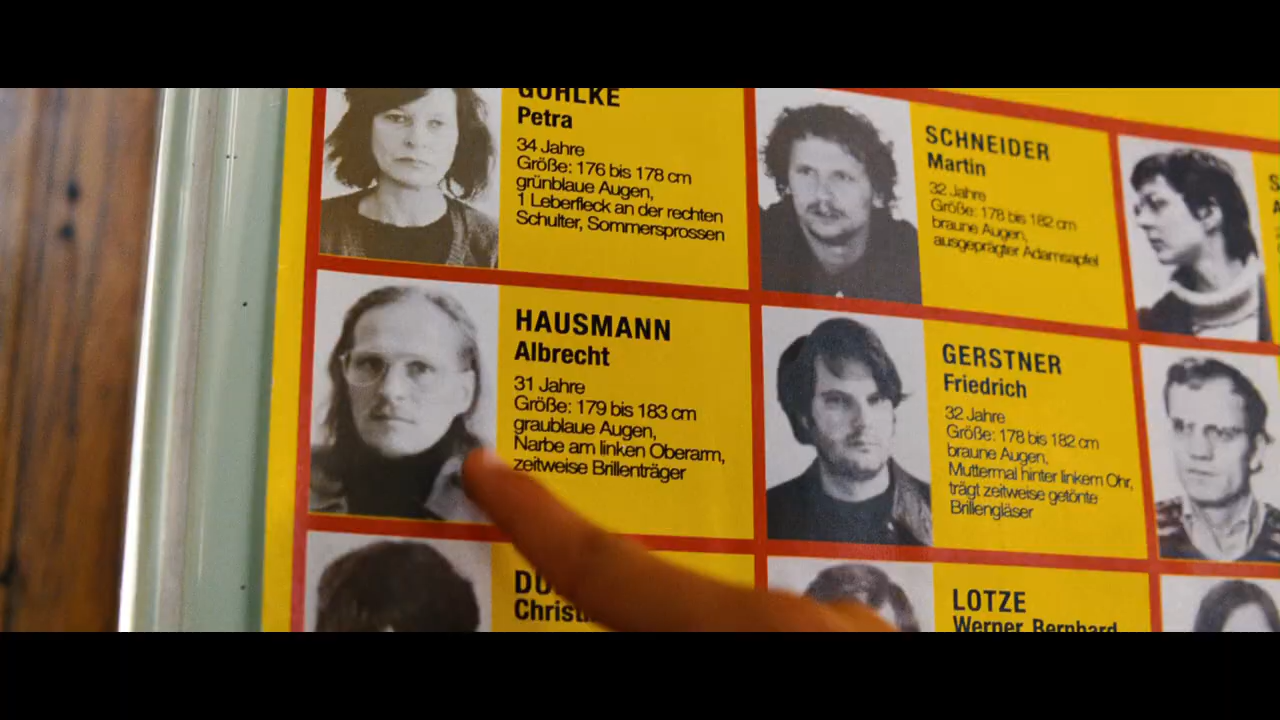 GOHLKE
Petra
34 Jahre
Größe: 176 bis 178 cm
grünblaue Augen,
1 Leberfleck an der rechten
Schulter, Sommersprossen
SCHNEIDER
Martin
32 Jahre
Größe: 178 bis 182 cm
braune Augen,
ausgeprägter Adamsapfel
HAUSMANN
Albrecht
31 Jahre
Größe: 179 bis 183 cm
graublaue Augen,
Narbe am linken Oberarm,
zeitweise Brillenträger
GERSTNER
Friedrich
32 Jahre
Größe: 178 bis 182 cm
braune Augen,
Muttermal hinter linkem Ohr,
trägt zeitweise getönte
Brillengläser
LOTZE
Werner Bernhard